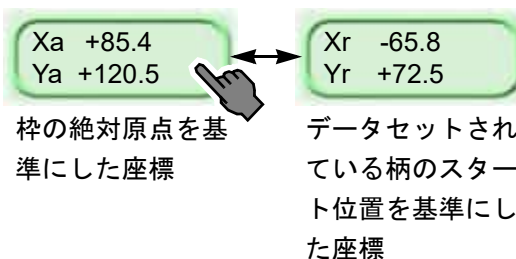 Xa +85.4
Ya +120.5
Xr -65.8
Yr +72.5
枠の絶対原点を基
準にした座標
データセットされ
ている柄のスター
ト位置を基準にし
た座標